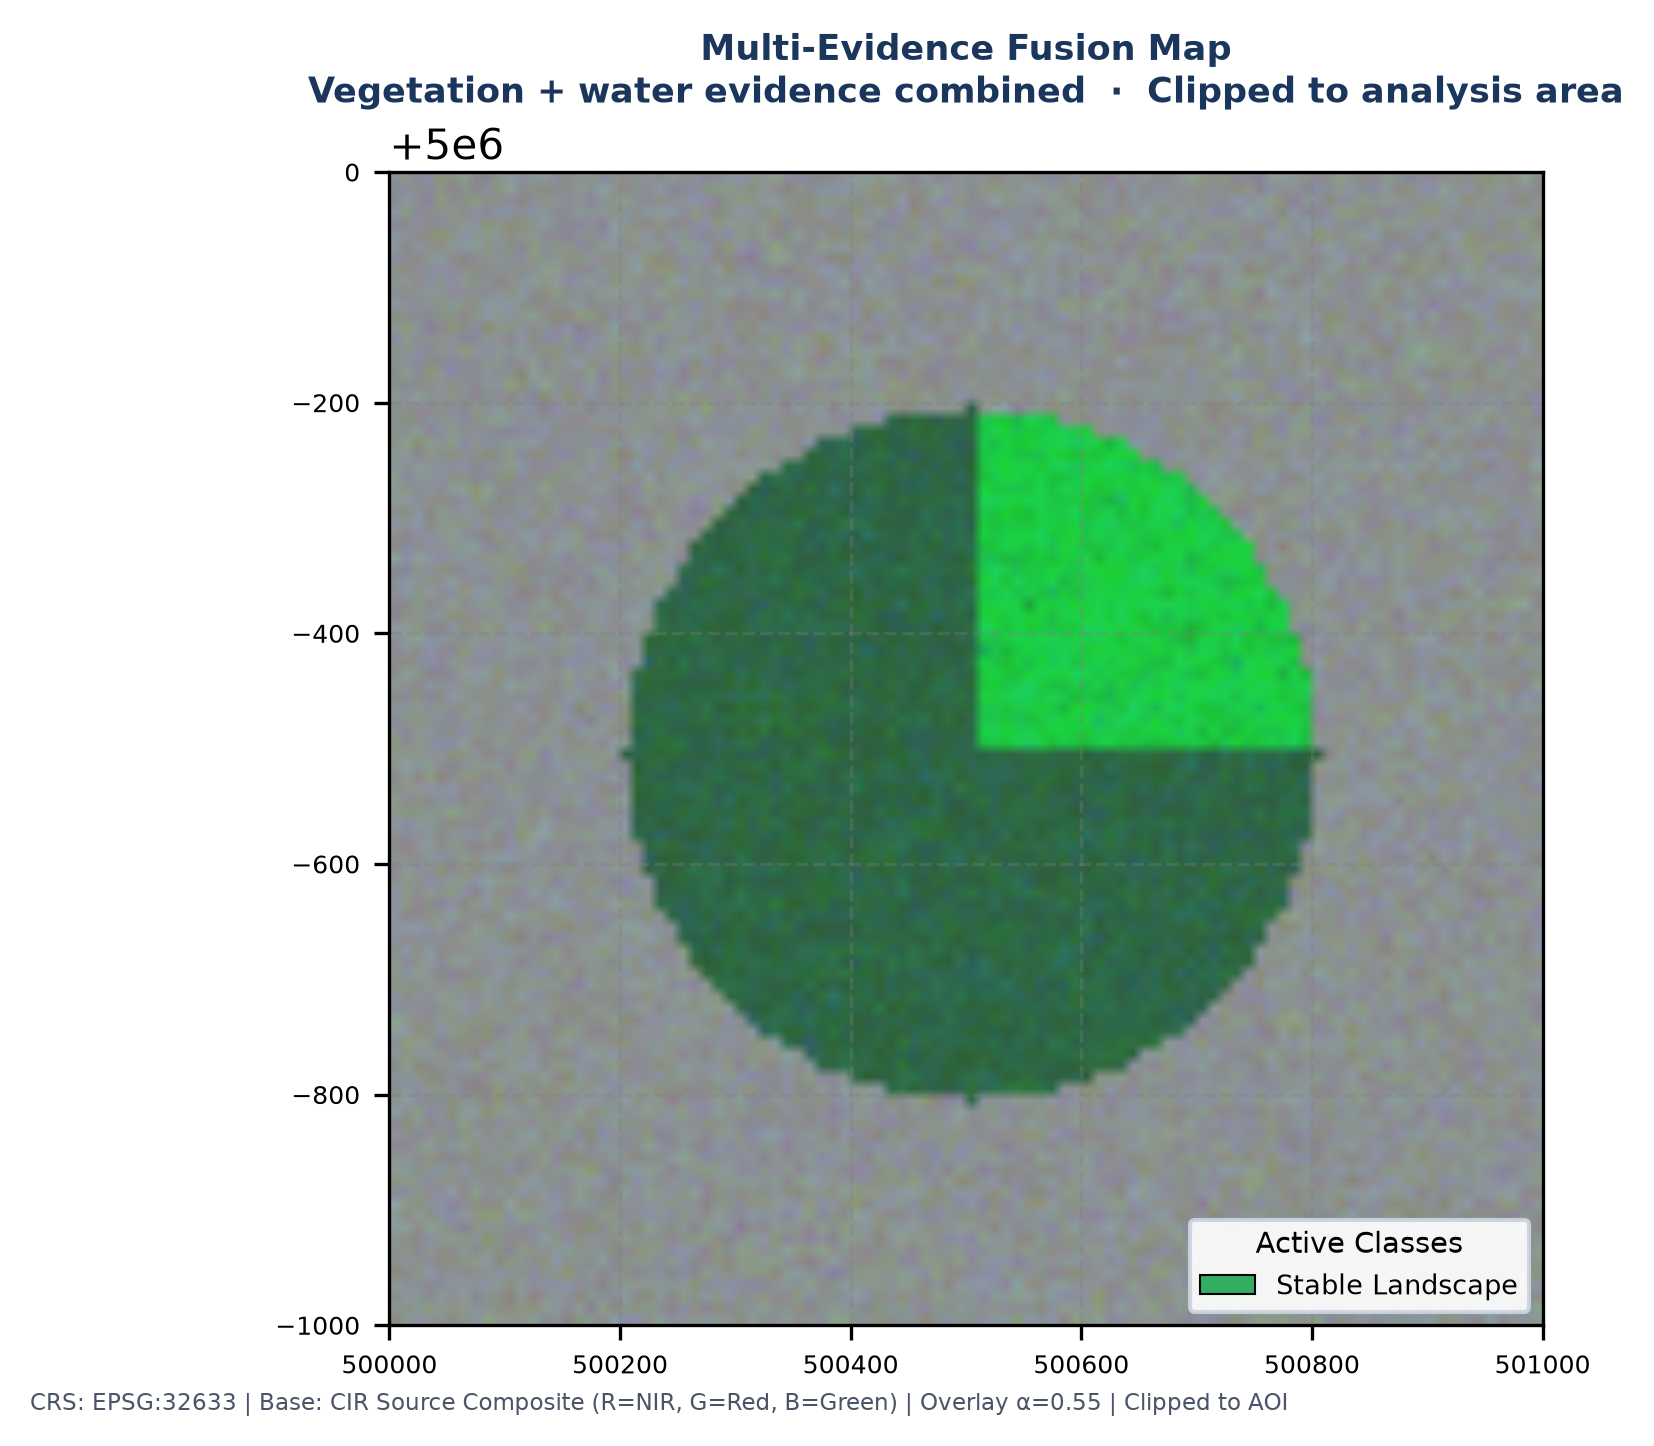 Multi-Evidence Fusion Map
Vegetation + water evidence combined · Clipped to analysis area
+5e6
0
−200
−400
−600
−800
−1000
Active Classes
Stable Landscape
500000 500200 500400 500600 500800 501000
CRS: EPSG:32633 | Base: CIR Source Composite (R=NIR, G=Red, B=Green) | Overlay α=0.55 | Clipped to AOI